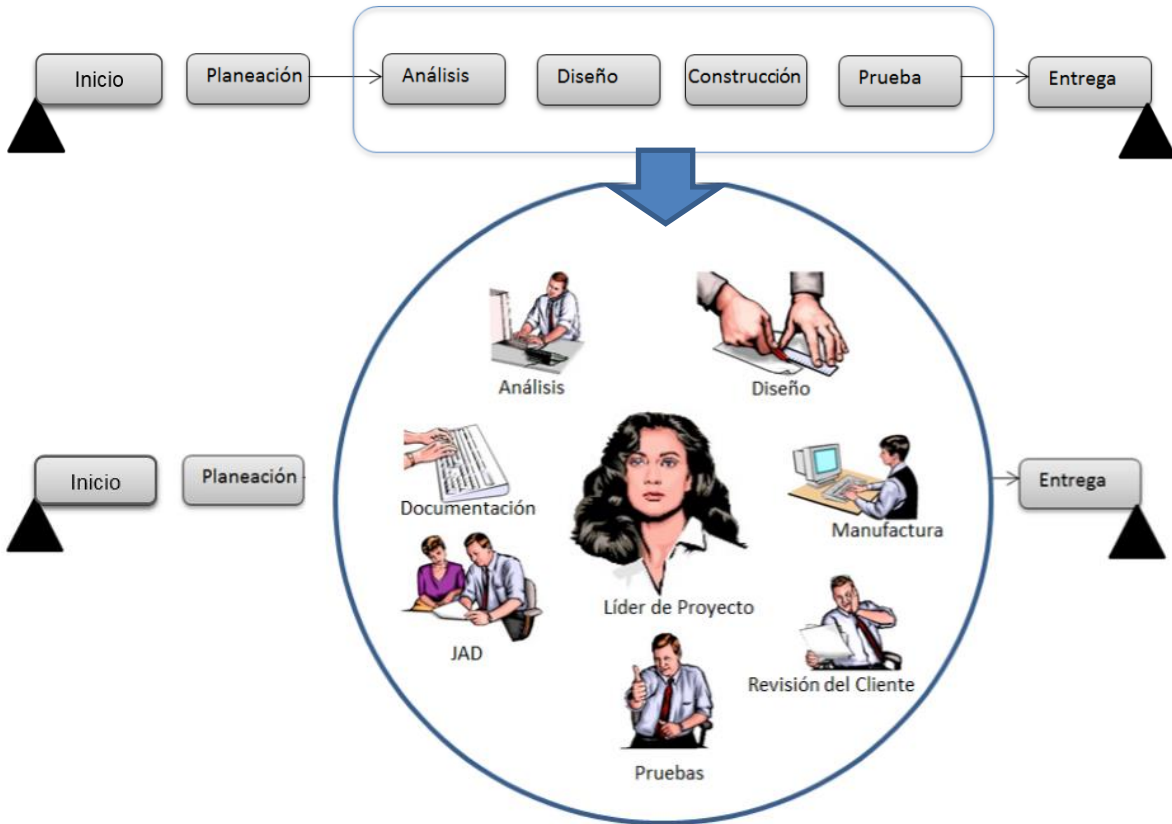 Inicio
Planeación
Análisis
Diseño
Construcción
Prueba
Entrega
Análisis
Diseño
Inicio
Planeación
Documentación
Manufactura
Entrega
Líder de Proyecto
JAD
Revisión del Cliente
Pruebas